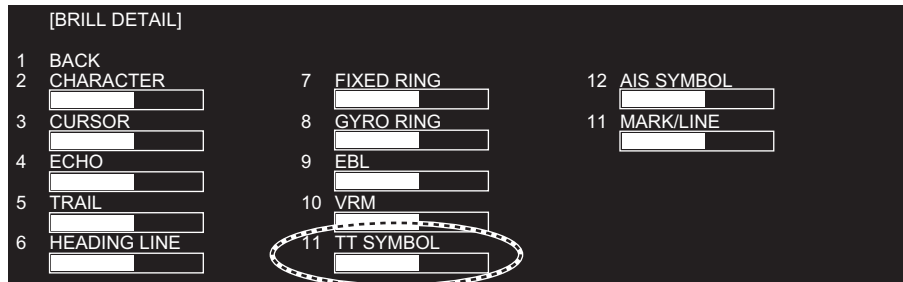 [BRILL DETAIL]
1 BACK
2 CHARACTER
3 CURSOR
4 ECHO
5 TRAIL
6 HEADING LINE
7 FIXED RING
8 GYRO RING
9 EBL
10 VRM
11 TT SYMBOL
12 AIS SYMBOL
11 MARK/LINE